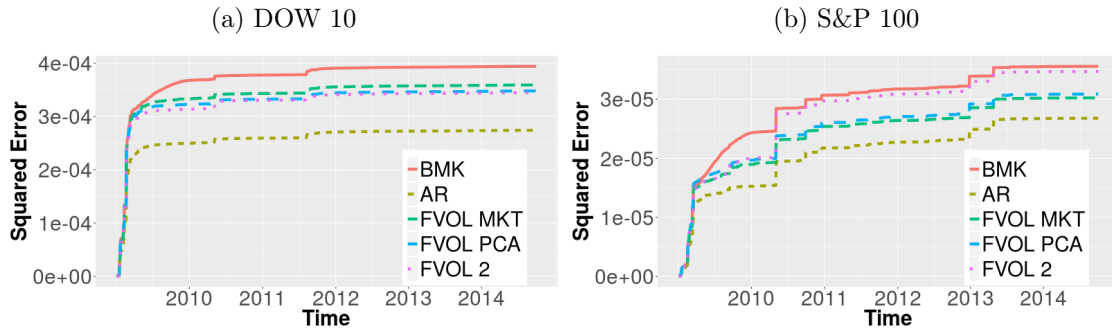 (a) DOW 10
Squared Error
4e-04
3e-04
2e-04
1e-04
0e+00
BMK
AR
FVOL MKT
FVOL PCA
FVOL 2
2010 2011 2012 2013 2014
Time
(b) S&P 100
Squared Error
3e-05
2e-05
1e-05
0e+00
BMK
AR
FVOL MKT
FVOL PCA
FVOL 2
2010 2011 2012 2013 2014
Time